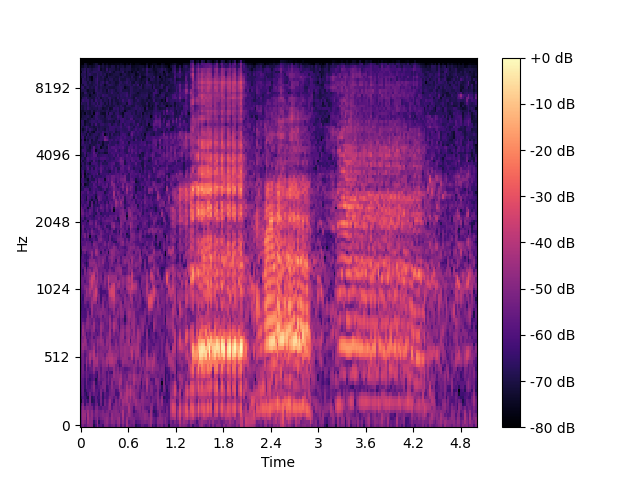 8192
4096
2048
1024
512
0
Hz
0 0.6 1.2 1.8 2.4 3 3.6 4.2 4.8
Time
+0 dB
-10 dB
-20 dB
-30 dB
-40 dB
-50 dB
-60 dB
-70 dB
-80 dB